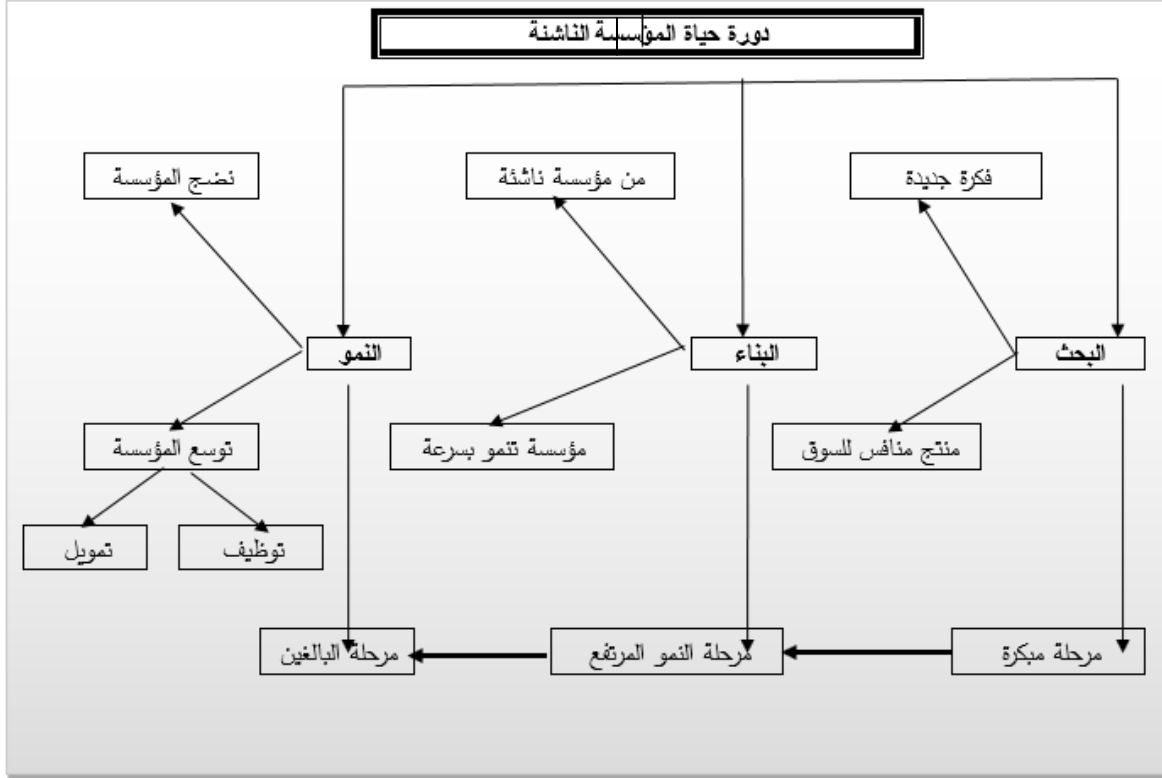 دورة حياة المؤسسة الناشئة
فكرة جديدة
من مؤسسة ناشئة
نضج المؤسسة
البحث
البناء
النمو
منتج منافس للسوق
مؤسسة تنمو بسرعة
توسع المؤسسة
توظيف
تمويل
مرحلة مبكرة
مرحلة النمو المرتفع
مرحلة البالغين